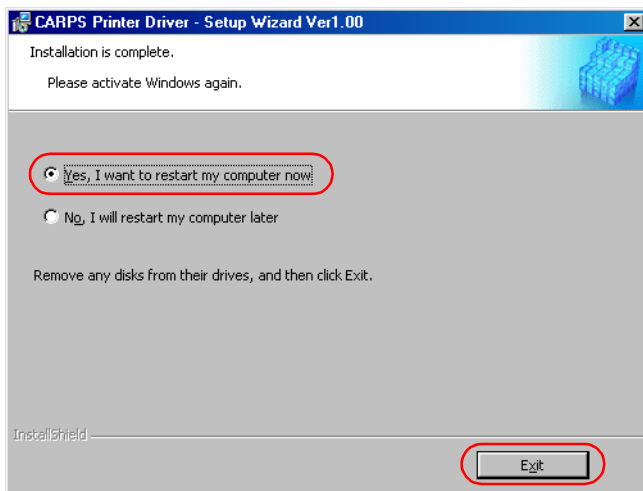 CARPS Printer Driver - Setup Wizard Ver1.00
Installation is complete.
Please activate Windows again.
Yes, I want to restart my computer now
No, I will restart my computer later
Remove any disks from their drives, and then click Exit.
InstallShield
Exit